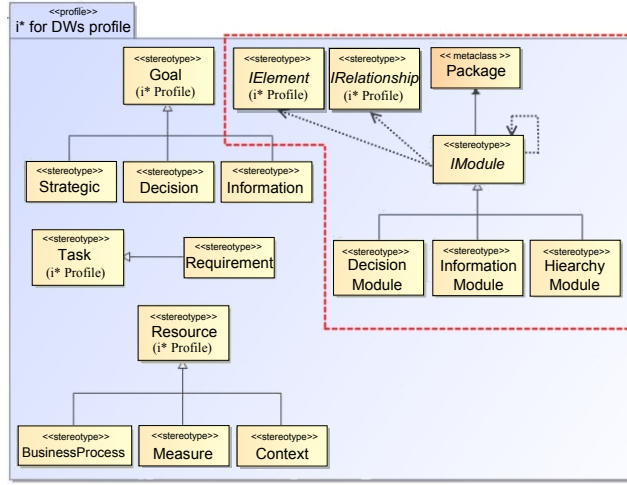 <<profile>>
i* for DWs profile
<<stereotype>>
Goal
(i* Profile)
<<stereotype>>
IElement
(i* Profile)
<<stereotype>>
IRelationship
(i* Profile)
<< metaclass >>
Package
<<stereotype>>
IModule
<<stereotype>>
Strategic
<<stereotype>>
Decision
<<stereotype>>
Information
<<stereotype>>
Task
(i* Profile)
<<stereotype>>
Requirement
<<stereotype>>
Decision
Module
<<stereotype>>
Information
Module
<<stereotype>>
Hiearchy
Module
<<stereotype>>
Resource
(i* Profile)
<<stereotype>>
BusinessProcess
<<stereotype>>
Measure
<<stereotype>>
Context